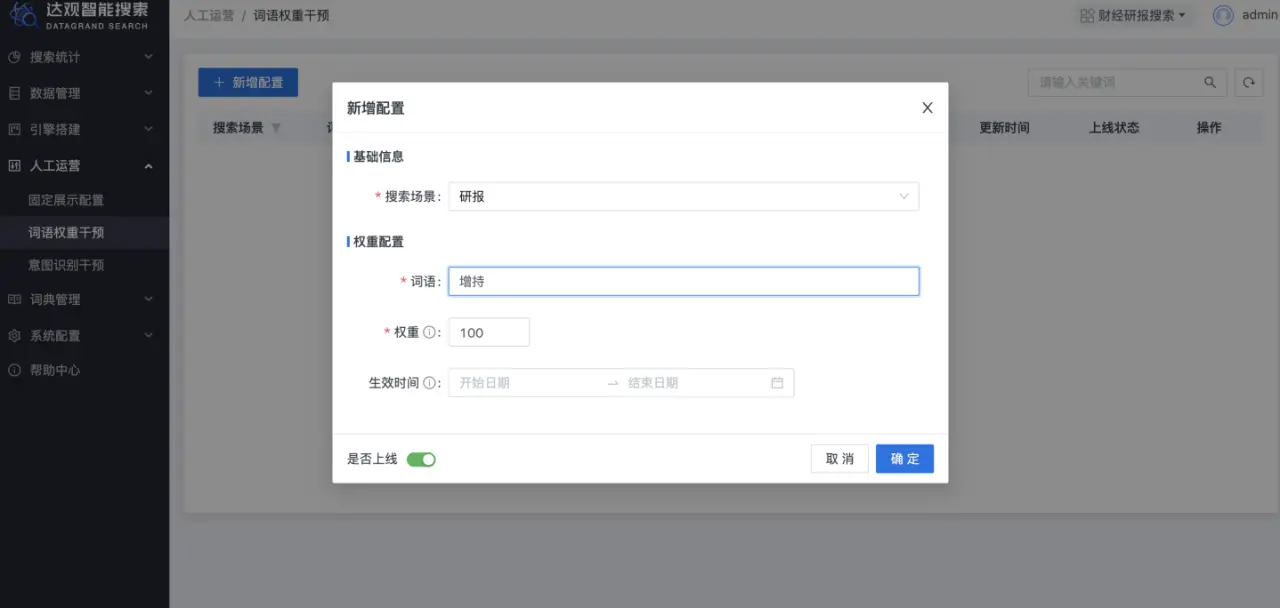 达观智能搜索
DATAGRAND SEARCH
人工运营 / 词语权重干预
财经研报搜索
admin
搜索统计
数据管理
引擎搭建
人工运营
固定展示配置
词语权重干预
意图识别干预
词典管理
系统配置
帮助中心
+ 新增配置
请输入关键词
搜索场景
更新时间
上线状态
操作
新增配置
基础信息
* 搜索场景: 研报
权重配置
* 词语: 增持
* 权重: 100
生效时间: 开始日期 → 结束日期
是否上线
取消
确定